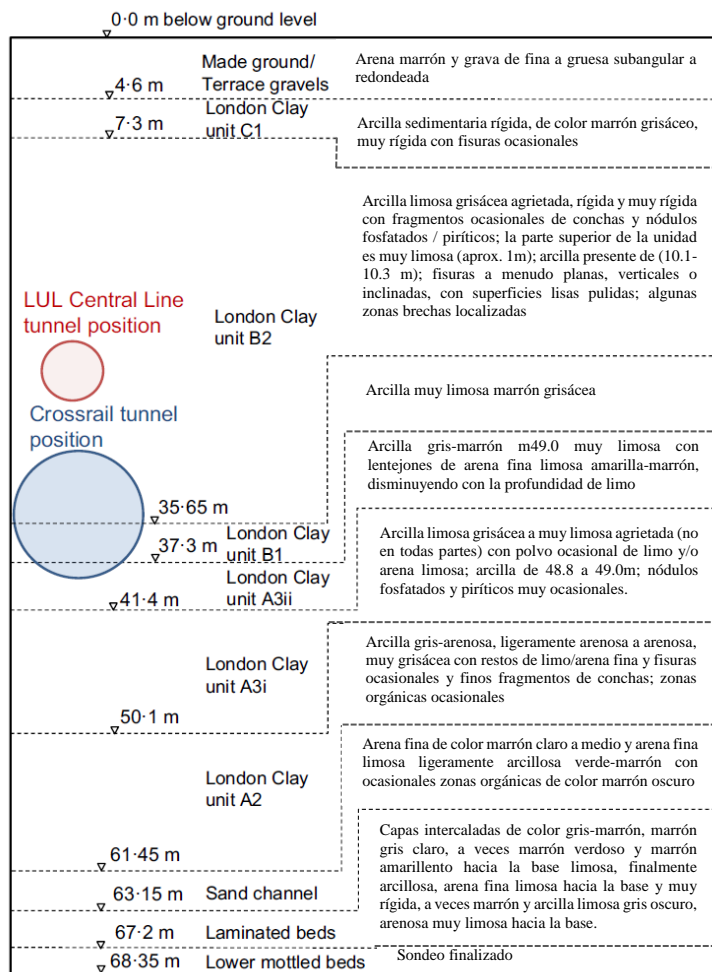 0·0 m below ground level
Made ground/
Terrace gravels
4·6 m
Arena marrón y grava de fina a gruesa subangular a
redondeada
London Clay
unit C1
7·3 m
Arcilla sedimentaria rígida, de color marrón grisáceo,
muy rígida con fisuras ocasionales
Arcilla limosa grisácea agrietada, rígida y muy rígida
con fragmentos ocasionales de conchas y nódulos
fosfatados / piríticos; la parte superior de la unidad
es muy limosa (aprox. 1m); arcilla presente de (10.1-
10.3 m); fisuras a menudo planas, verticales o
inclinadas, con superficies lisas pulidas; algunas
zonas brechas localizadas
LUL Central Line
tunnel position
London Clay
unit B2
Crossrail tunnel
position
Arcilla muy limosa marrón grisácea
35·65 m
Arcilla gris-marrón m49.0 muy limosa con
lentejones de arena fina limosa amarilla-marrón,
disminuyendo con la profundidad de limo
London Clay
unit B1
37·3 m
Arcilla limosa grisácea a muy limosa agrietada (no
en todas partes) con polvo ocasional de limo y/o
arena limosa; arcilla de 48.8 a 49.0m; nódulos
fosfatados y piríticos muy ocasionales.
London Clay
unit A3ii
41·4 m
Arcilla gris-arenosa, ligeramente arenosa a arenosa,
muy grisácea con restos de limo/arena fina y fisuras
ocasionales y finos fragmentos de conchas; zonas
orgánicas ocasionales
London Clay
unit A3i
50·1 m
Arena fina de color marrón claro a medio y arena fina
limosa ligeramente arcillosa verde-marrón con
ocasionales zonas orgánicas de color marrón oscuro
London Clay
unit A2
61·45 m
Capas intercaladas de color gris-marrón, marrón
gris claro, a veces marrón verdoso y marrón
amarillento hacia la base limosa, finalmente
arcillosa, arena fina limosa hacia la base y muy
rígida, a veces marrón y arcilla limosa gris oscuro,
arenosa muy limosa hacia la base.
63·15 m
Sand channel
67·2 m
Laminated beds
Sondeo finalizado
68·35 m
Lower mottled beds